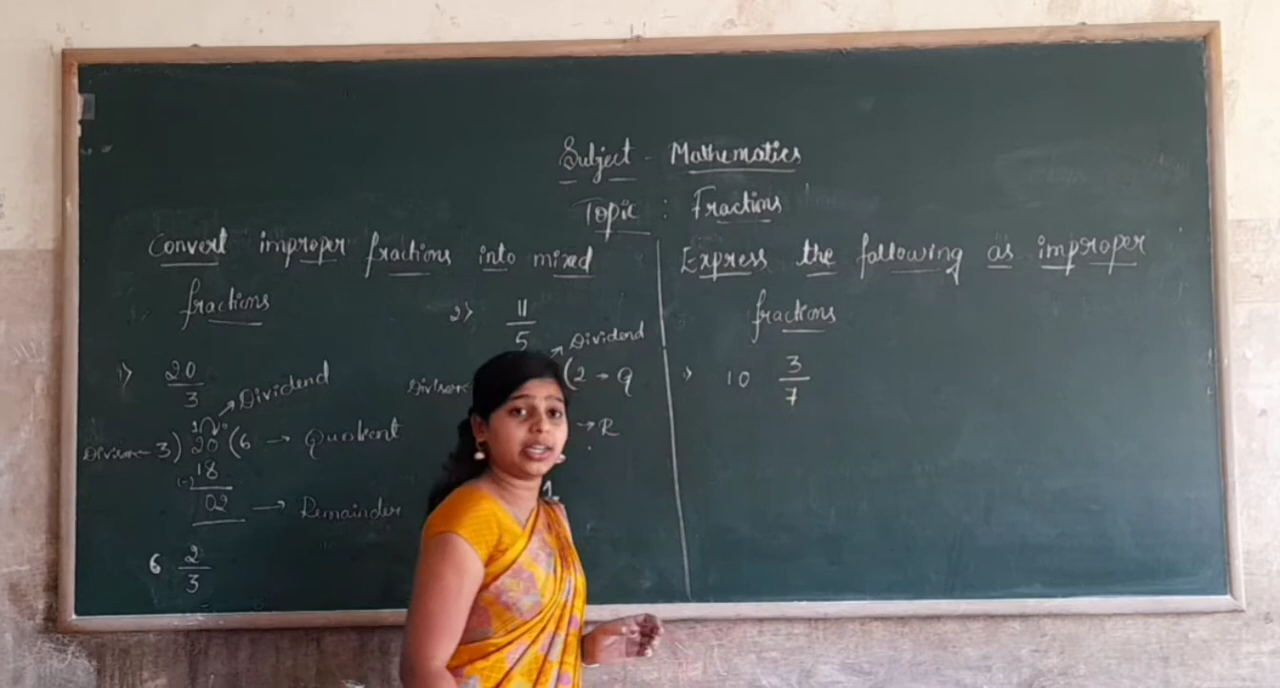 Subject - Mathematics
Topic : Fractions
Convert improper fractions into mixed
fractions
1) 20/3
Dividend
Divisor 3) 20 (6 → Quotient
(-) 18
02 → Remainder
6 2/3
2) 11/5
Dividend
Divisor
(2 → Q
→ R
Express the following as improper
fractions
1) 10 3/7